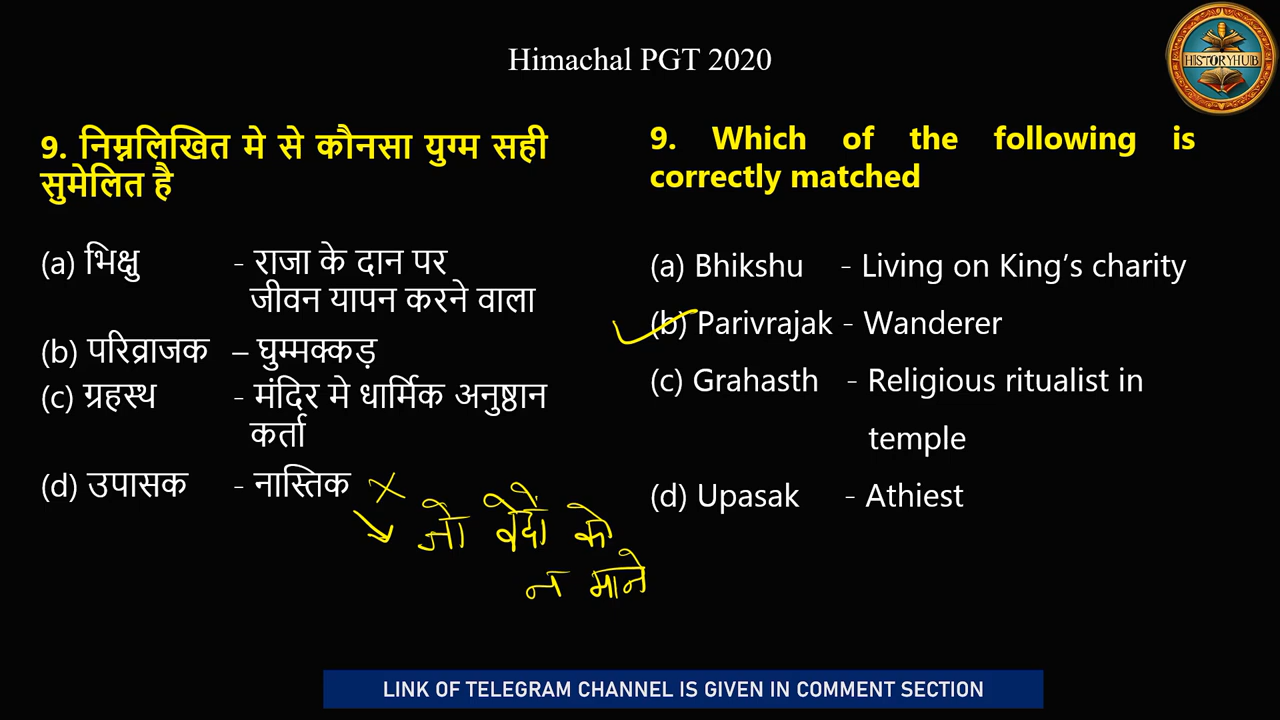 Himachal PGT 2020
HISTORYHUB
9. निम्नलिखित मे से कौनसा युग्म सही
सुमेलित है
(a) भिक्षु - राजा के दान पर
जीवन यापन करने वाला
(b) परिव्राजक – घुम्मक्कड़
(c) ग्रहस्थ - मंदिर मे धार्मिक अनुष्ठान
कर्ता
(d) उपासक - नास्तिक
जो वेदों को
न माने
9. Which of the following is
correctly matched
(a) Bhikshu - Living on King’s charity
(b) Parivrajak - Wanderer
(c) Grahasth - Religious ritualist in
temple
(d) Upasak - Athiest
LINK OF TELEGRAM CHANNEL IS GIVEN IN COMMENT SECTION